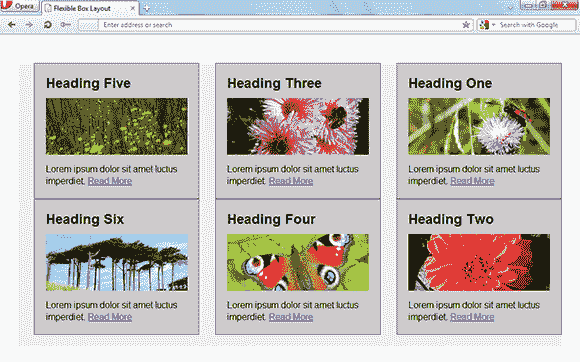 Opera
Flexible Box Layout
Enter address or search
Search with Google
Heading Five
Lorem ipsum dolor sit amet luctus
imperdiet. Read More
Heading Three
Lorem ipsum dolor sit amet luctus
imperdiet. Read More
Heading One
Lorem ipsum dolor sit amet luctus
imperdiet. Read More
Heading Six
Lorem ipsum dolor sit amet luctus
imperdiet. Read More
Heading Four
Lorem ipsum dolor sit amet luctus
imperdiet. Read More
Heading Two
Lorem ipsum dolor sit amet luctus
imperdiet. Read More